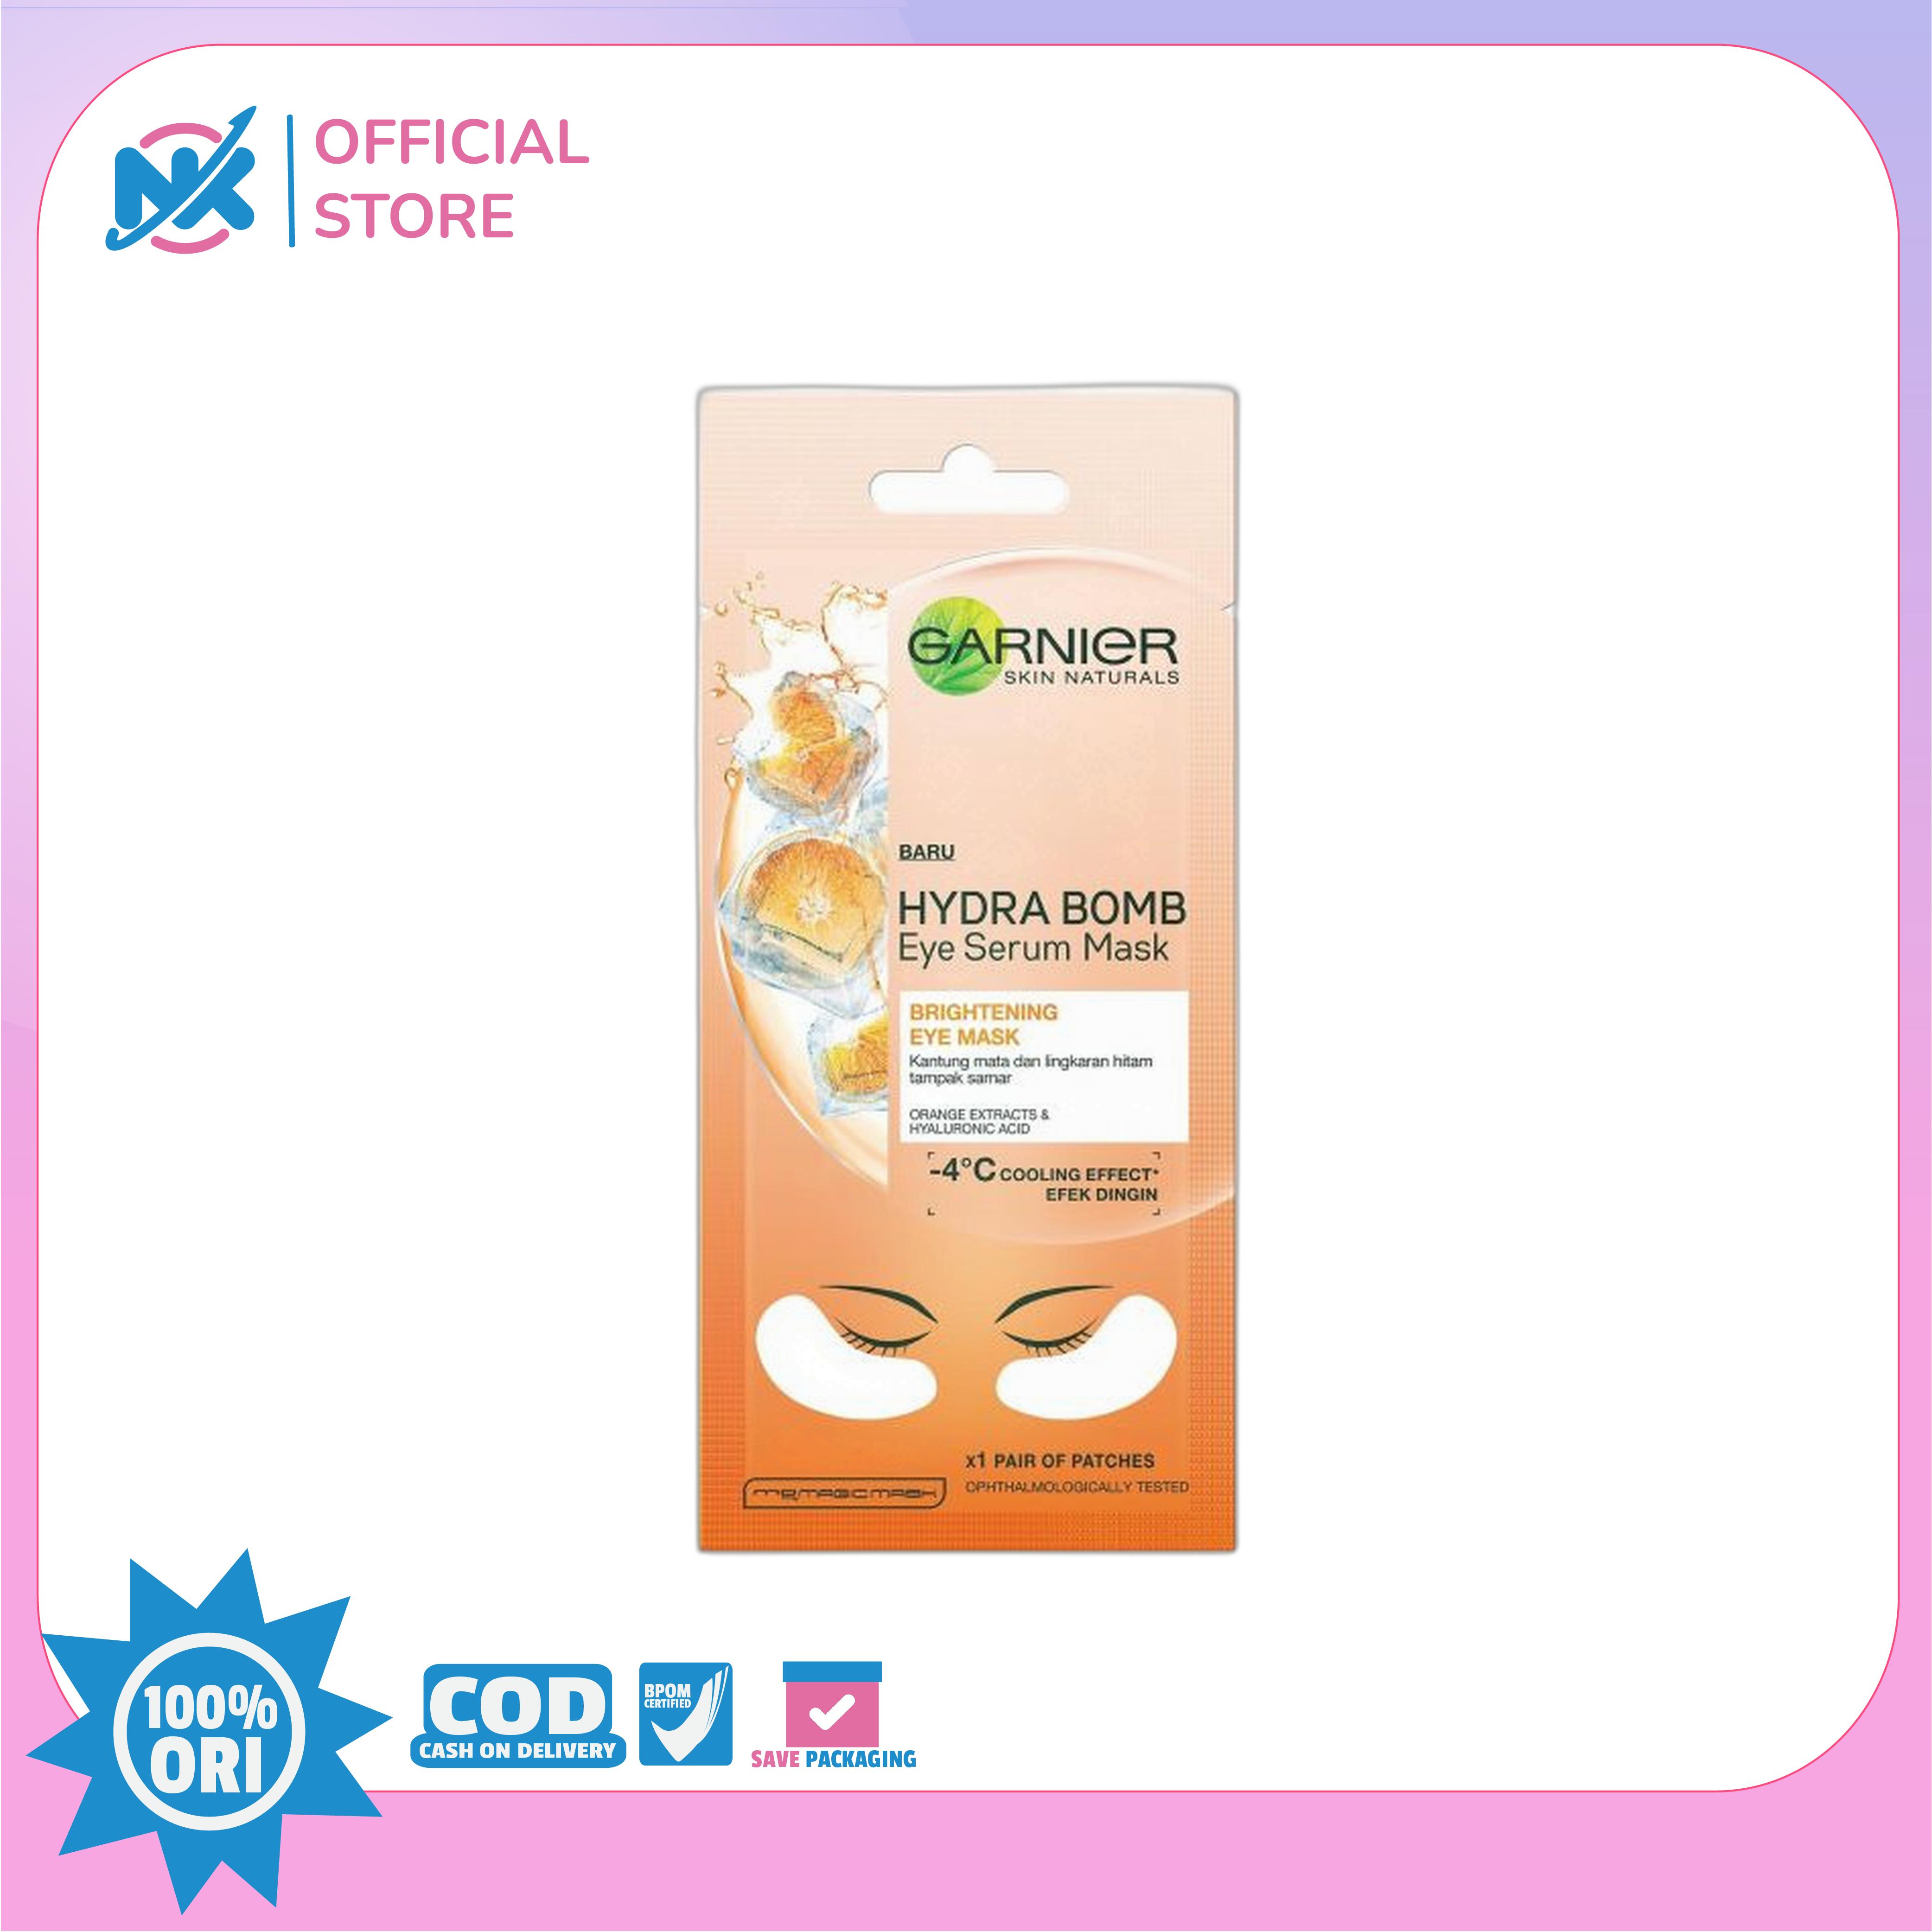 NK
OFFICIAL
STORE
GARNIER
SKIN NATURALS
BARU
HYDRA BOMB
Eye Serum Mask
BRIGHTENING
EYE MASK
Kantung mata dan lingkaran hitam
tampak samar
ORANGE EXTRACTS &
HYALURONIC ACID
-4°C COOLING EFFECT*
EFEK DINGIN
x1 PAIR OF PATCHES
OPHTHALMOLOGICALLY TESTED
100%
ORI
COD
CASH ON DELIVERY
BPOM
CERTIFIED
SAVE PACKAGING